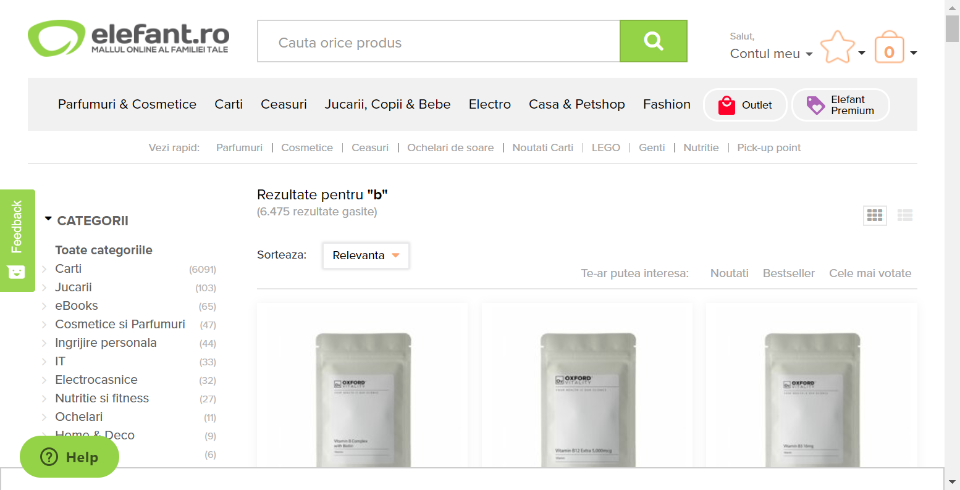 elefant.ro
MALLUL ONLINE AL FAMILIEI TALE
Cauta orice produs
Salut,
Contul meu
0
Parfumuri & Cosmetice Carti Ceasuri Jucarii, Copii & Bebe Electro Casa & Petshop Fashion Outlet Elefant Premium
Vezi rapid: Parfumuri | Cosmetice | Ceasuri | Ochelari de soare | Noutati Carti | LEGO | Genti | Nutritie | Pick-up point
Feedback
CATEGORII
Toate categoriile
Carti (6091)
Jucarii (103)
eBooks (65)
Cosmetice si Parfumuri (47)
Ingrijire personala (44)
IT (33)
Electrocasnice (32)
Nutritie si fitness (27)
Ochelari (11)
Home & Deco (9)
(6)
Help
Rezultate pentru "b"
(6.475 rezultate gasite)
Sorteaza: Relevanta
Te-ar putea interesa: Noutati Bestseller Cele mai votate
OXFORD
VITALITY
Vitamin B Complex
with Biotin
OXFORD
VITALITY
Vitamin B12 Extra 5,000mcg
OXFORD
VITALITY